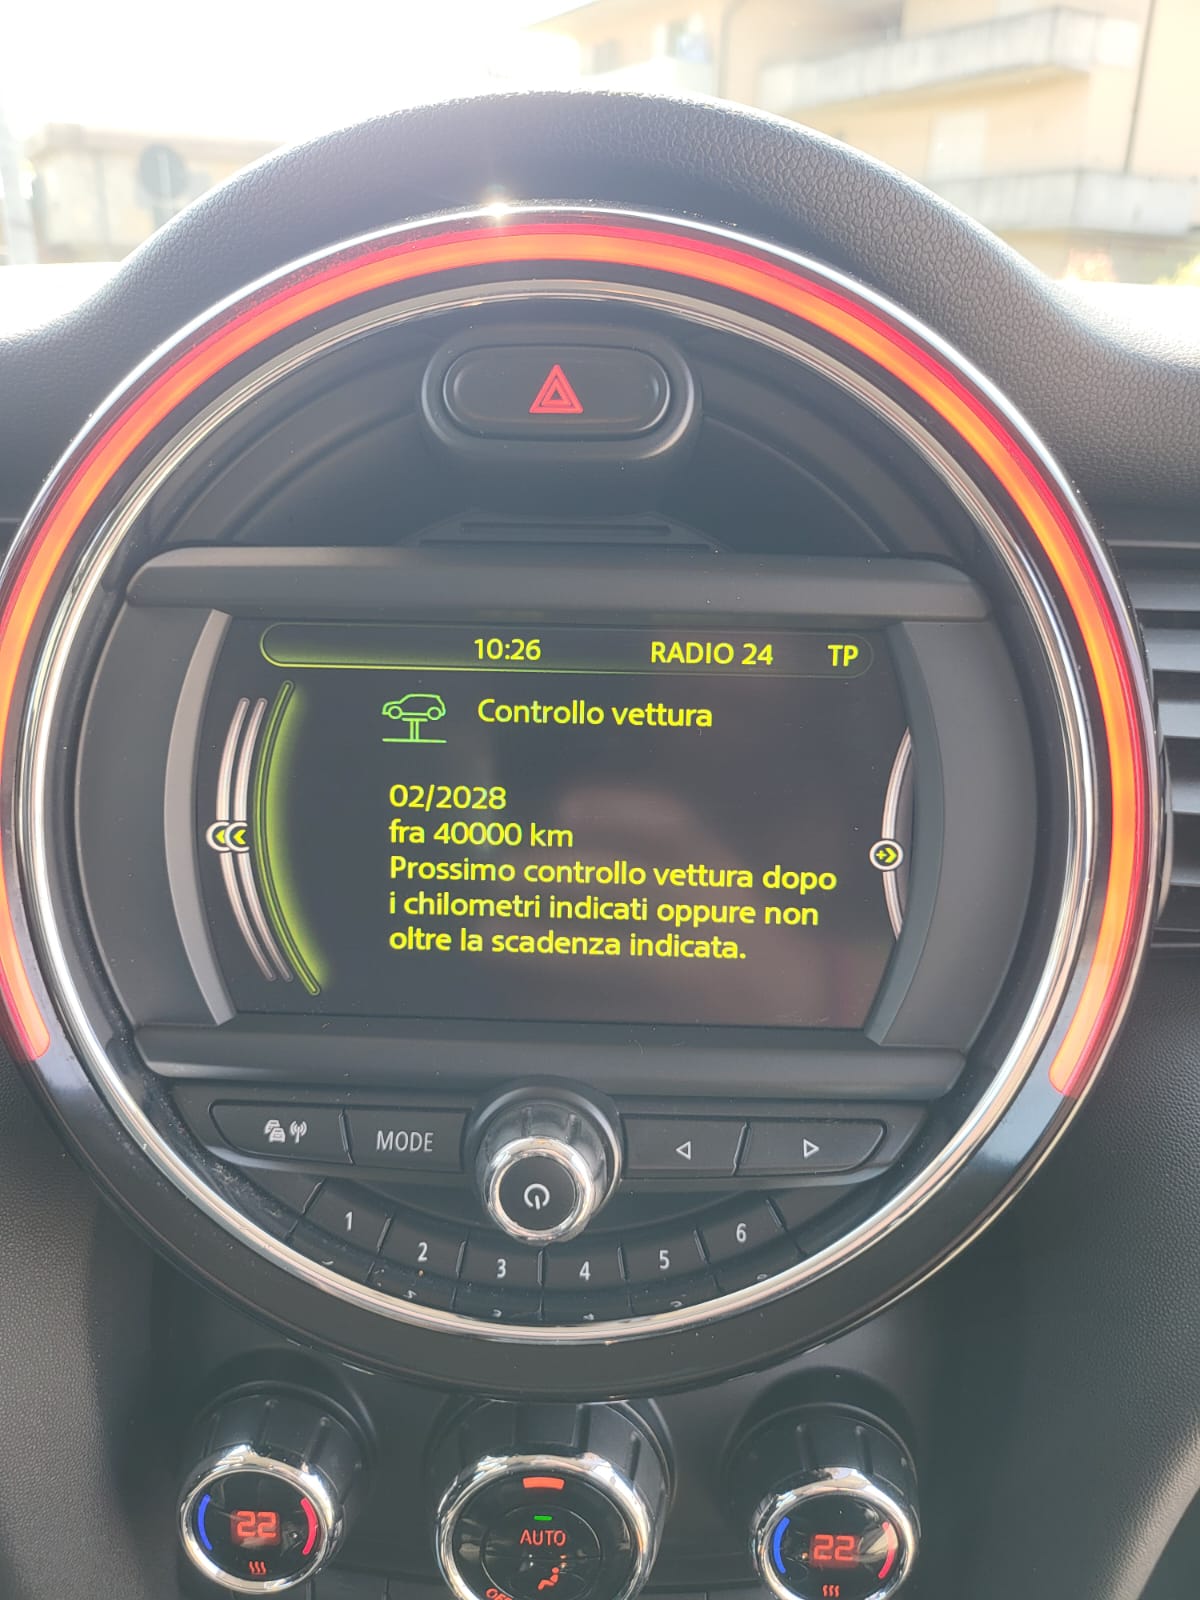 10:26 RADIO 24 TP
Controllo vettura
02/2028
fra 40000 km
Prossimo controllo vettura dopo
i chilometri indicati oppure non
oltre la scadenza indicata.
MODE
1 2 3 4 5 6
22 AUTO 22